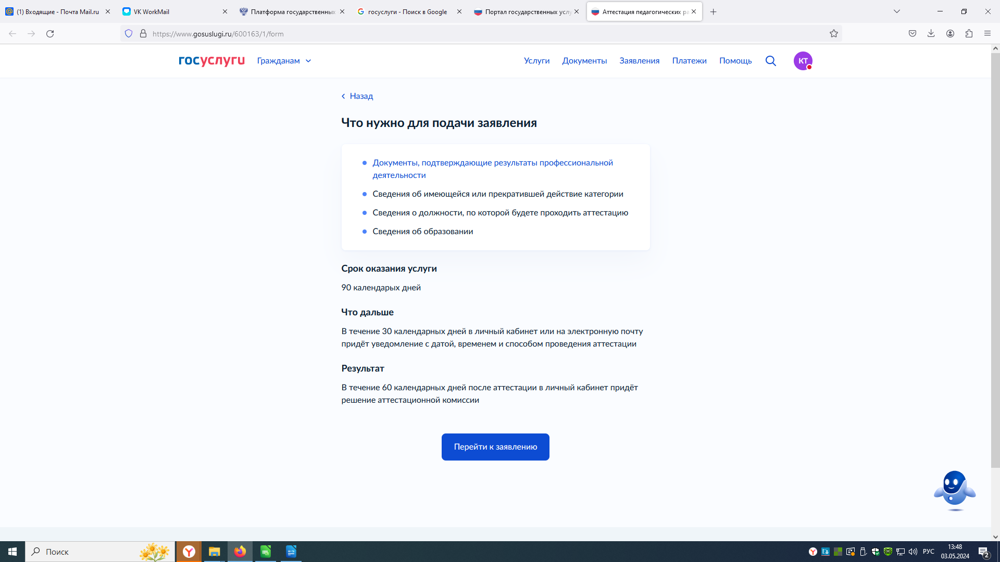 (1) Входящие - Почта Mail.ru
VK WorkMail
Платформа государственных
госуслуги - Поиск в Google
Портал государственных услу
Аттестация педагогических ра
https://www.gosuslugi.ru/600163/1/form
госуслуги
Гражданам
Услуги
Документы
Заявления
Платежи
Помощь
КТ
Назад
Что нужно для подачи заявления
Документы, подтверждающие результаты профессиональной
деятельности
Сведения об имеющейся или прекратившей действие категории
Сведения о должности, по которой будете проходить аттестацию
Сведения об образовании
Срок оказания услуги
90 календарых дней
Что дальше
В течение 30 календарных дней в личный кабинет или на электронную почту
придёт уведомление с датой, временем и способом проведения аттестации
Результат
В течение 60 календарных дней после аттестации в личный кабинет придёт
решение аттестационной комиссии
Перейти к заявлению
Поиск
РУС
13:48
03.05.2024
2